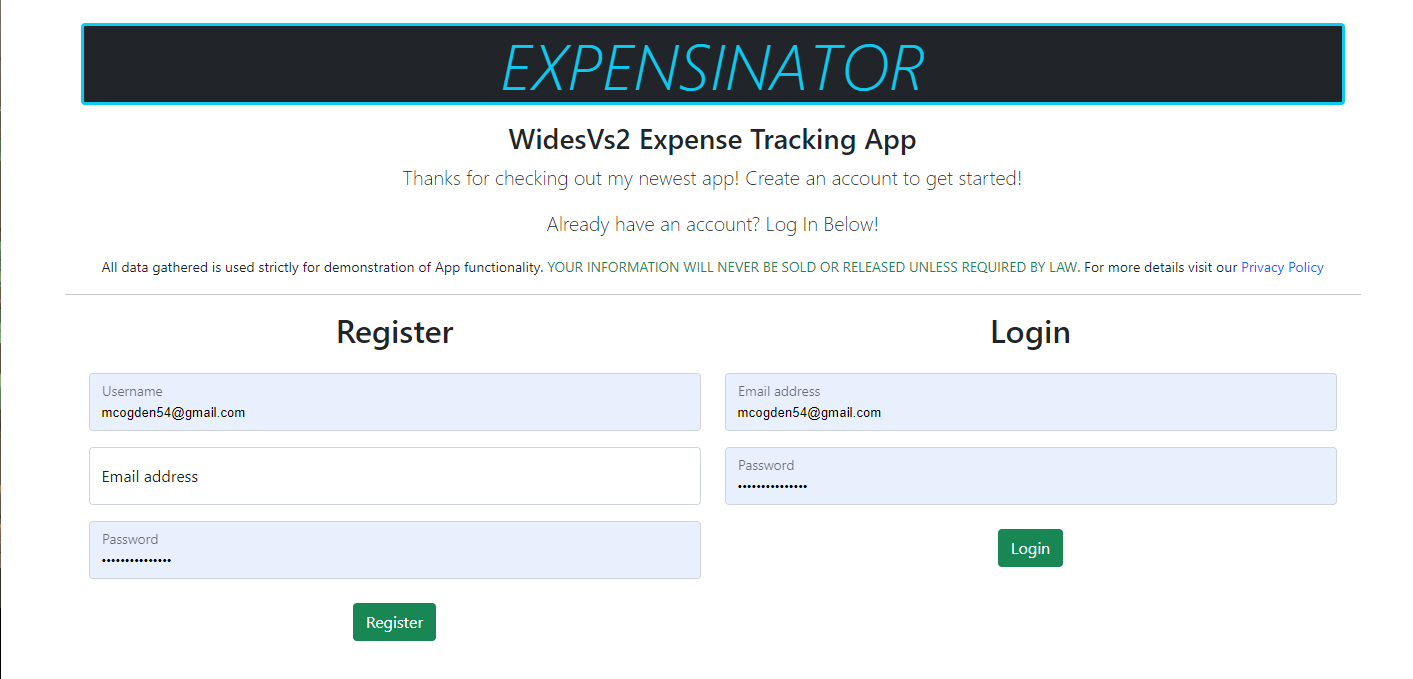 EXPENSINATOR
WidesVs2 Expense Tracking App
Thanks for checking out my newest app! Create an account to get started!
Already have an account? Log In Below!
All data gathered is used strictly for demonstration of App functionality. YOUR INFORMATION WILL NEVER BE SOLD OR RELEASED UNLESS REQUIRED BY LAW. For more details visit our Privacy Policy
Register
Username
mcogden54@gmail.com
Email address
Password
•••••••••••••••
Register
Login
Email address
mcogden54@gmail.com
Password
•••••••••••••••
Login